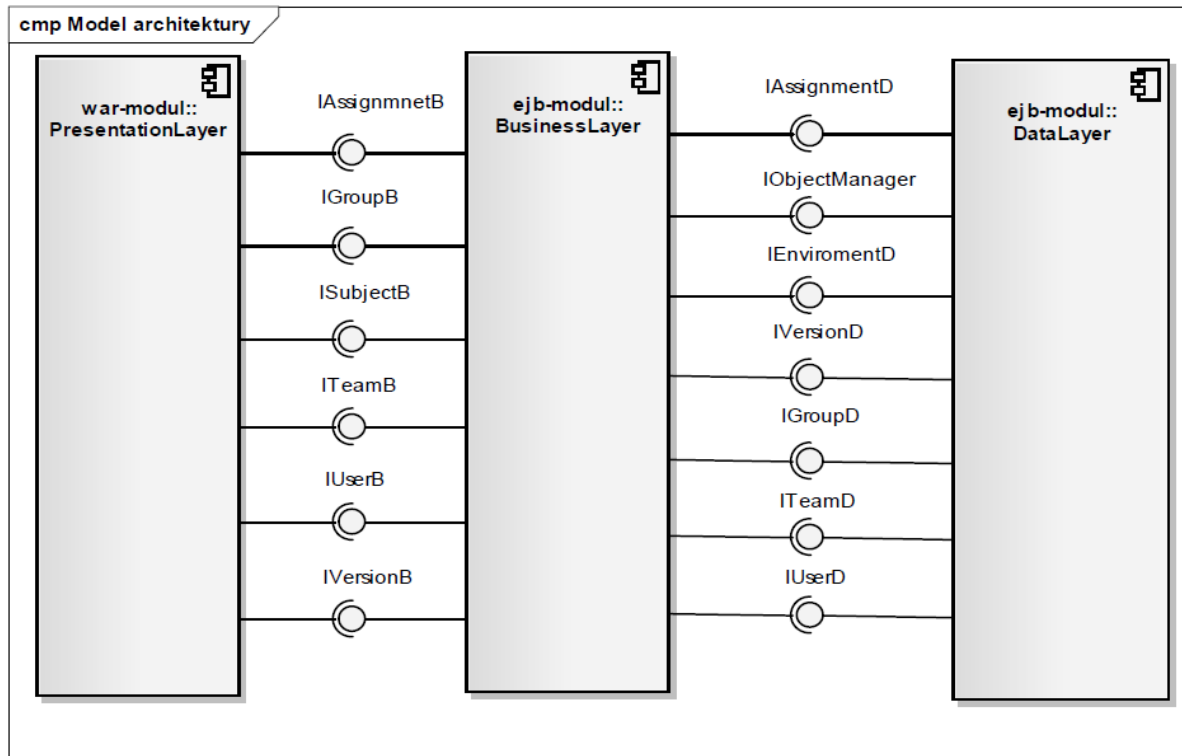 cmp Model architektury
war-modul::
PresentationLayer
IAssignmnetB
IGroupB
ISubjectB
ITeamB
IUserB
IVersionB
ejb-modul::
BusinessLayer
IAssignmentD
IObjectManager
IEnviromentD
IVersionD
IGroupD
ITeamD
IUserD
ejb-modul::
DataLayer